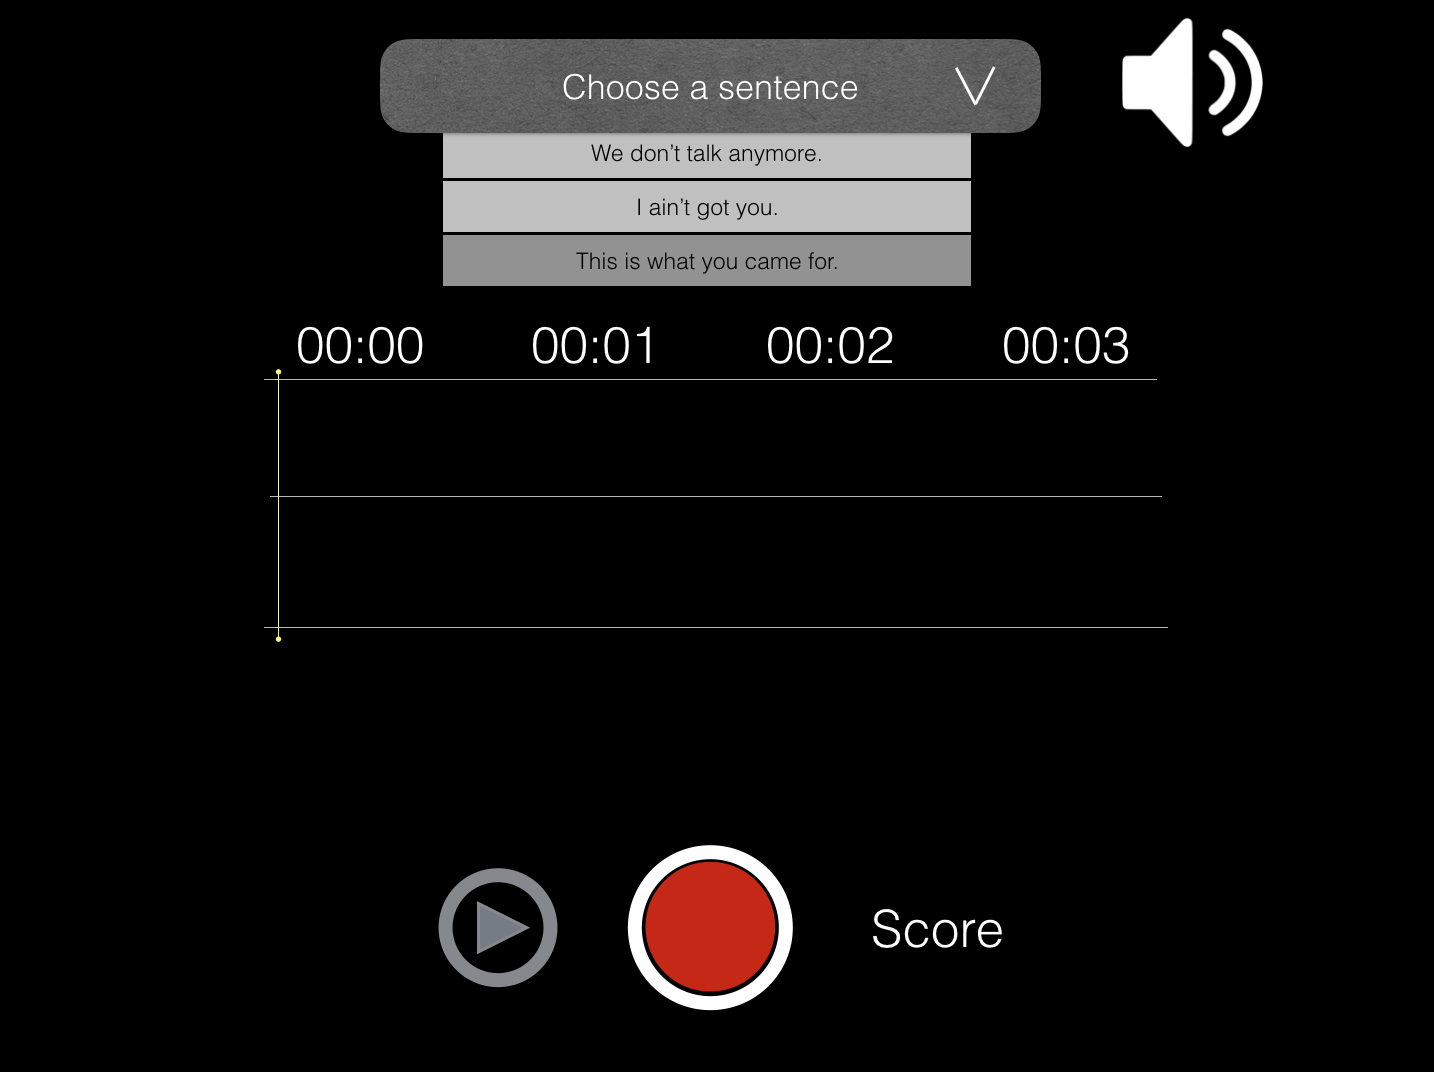 Choose a sentence
We don’t talk anymore.
I ain’t got you.
This is what you came for.
00:00 00:01 00:02 00:03
Score